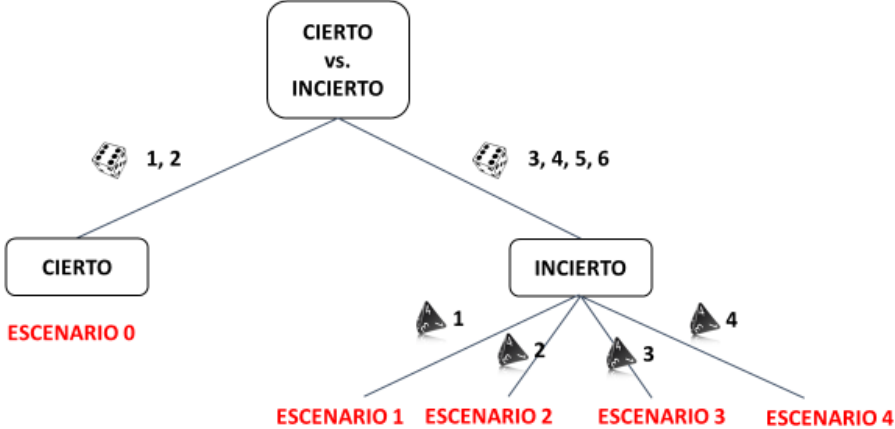 CIERTO
vs.
INCIERTO
1, 2
3, 4, 5, 6
CIERTO
INCIERTO
ESCENARIO 0
1
2
3
4
ESCENARIO 1
ESCENARIO 2
ESCENARIO 3
ESCENARIO 4